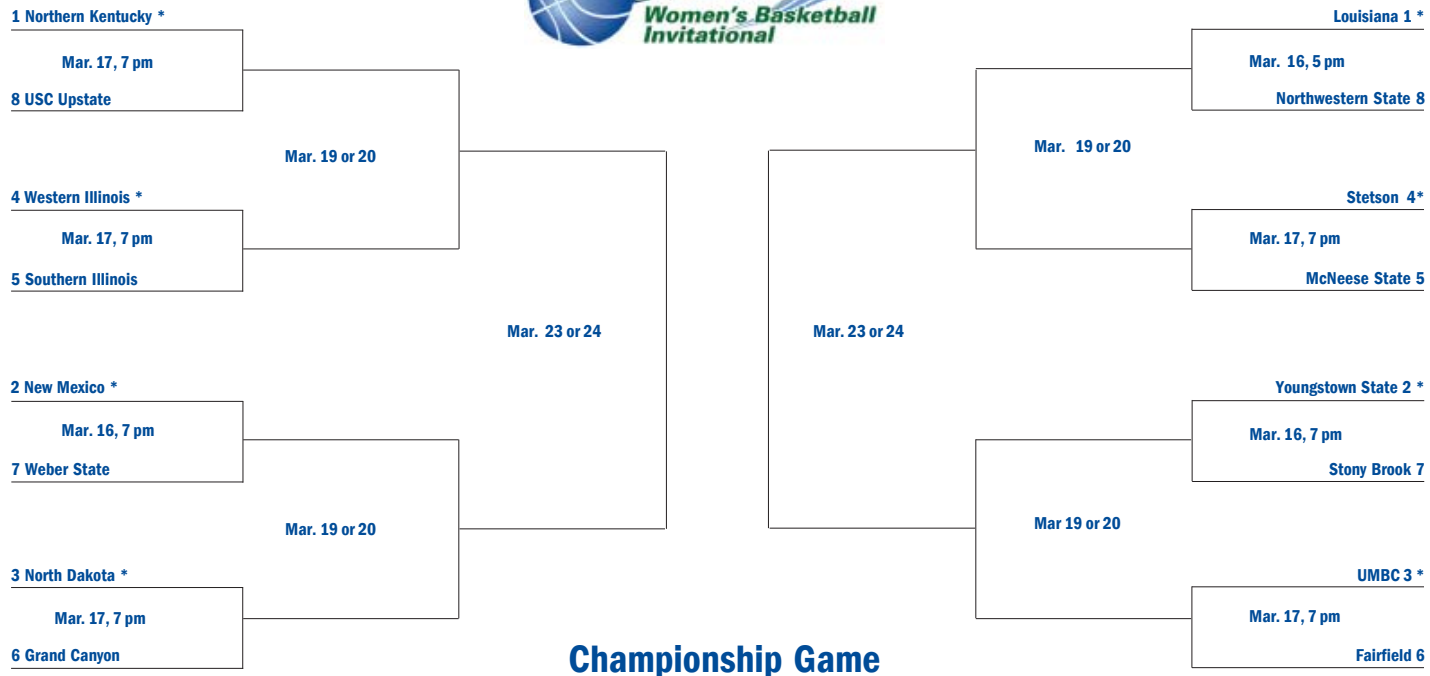 Women's Basketball
Invitational
1 Northern Kentucky *
Mar. 17, 7 pm
8 USC Upstate
Mar. 19 or 20
4 Western Illinois *
Mar. 17, 7 pm
5 Southern Illinois
Mar. 23 or 24
2 New Mexico *
Mar. 16, 7 pm
7 Weber State
Mar. 19 or 20
3 North Dakota *
Mar. 17, 7 pm
6 Grand Canyon
Louisiana 1 *
Mar. 16, 5 pm
Northwestern State 8
Mar. 19 or 20
Stetson 4*
Mar. 17, 7 pm
McNeese State 5
Mar. 23 or 24
Youngstown State 2 *
Mar. 16, 7 pm
Stony Brook 7
Mar 19 or 20
UMBC 3 *
Mar. 17, 7 pm
Fairfield 6
Championship Game